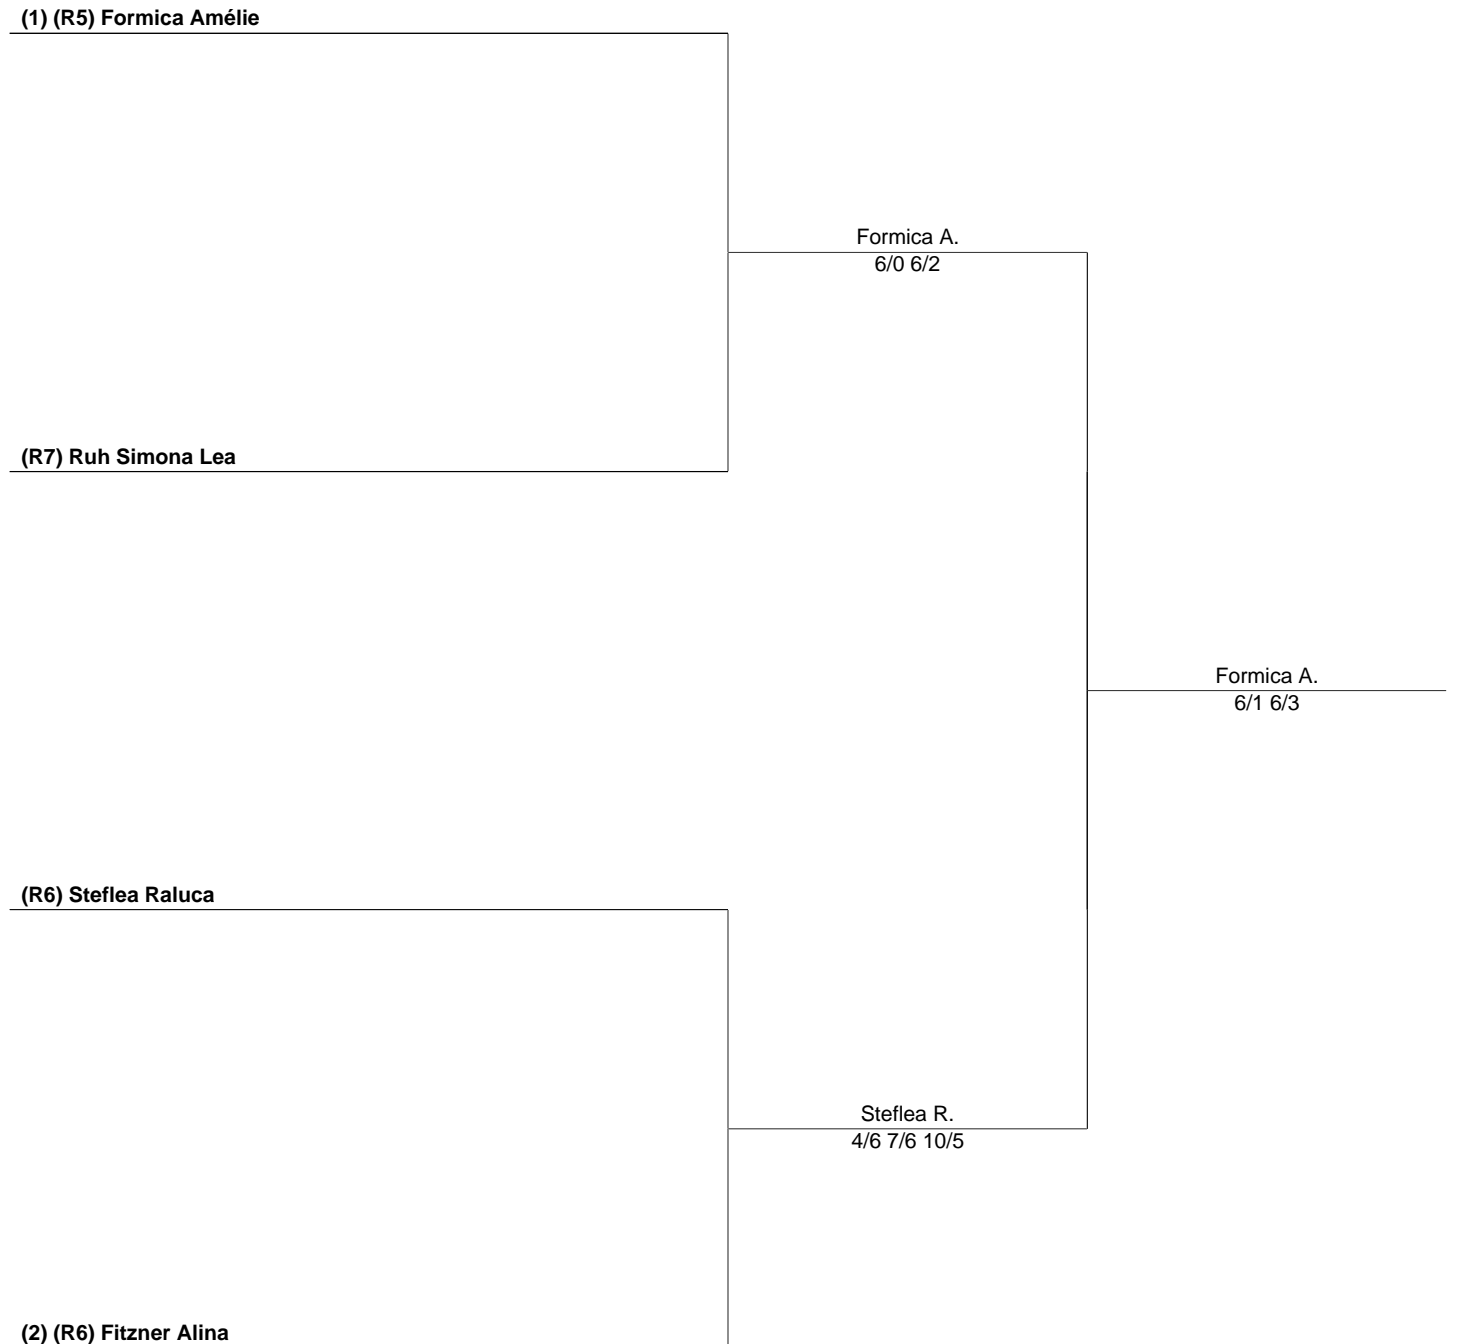 (1) (R5) Formica Amélie
Formica A.
6/0 6/2
(R7) Ruh Simona Lea
Formica A.
6/1 6/3
(R6) Steflea Raluca
Steflea R.
4/6 7/6 10/5
(2) (R6) Fitzner Alina